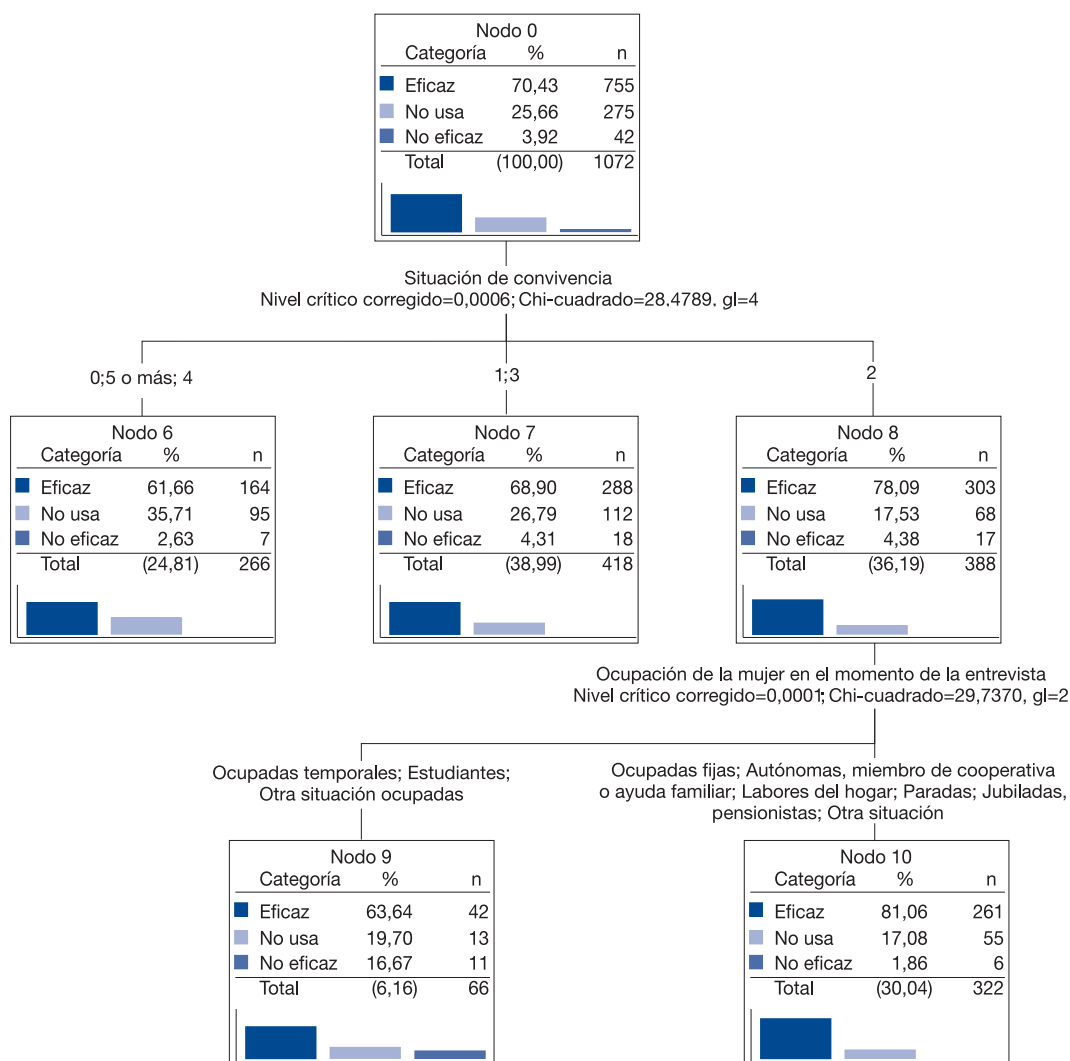 Nodo 0
Categoría % n
Eficaz 70,43 755
No usa 25,66 275
No eficaz 3,92 42
Total (100,00) 1072
Situación de convivencia
Nivel crítico corregido=0,0006; Chi-cuadrado=28,4789, gl=4
0;5 o más; 4
1;3
2
Nodo 6
Categoría % n
Eficaz 61,66 164
No usa 35,71 95
No eficaz 2,63 7
Total (24,81) 266
Nodo 7
Categoría % n
Eficaz 68,90 288
No usa 26,79 112
No eficaz 4,31 18
Total (38,99) 418
Nodo 8
Categoría % n
Eficaz 78,09 303
No usa 17,53 68
No eficaz 4,38 17
Total (36,19) 388
Ocupación de la mujer en el momento de la entrevista
Nivel crítico corregido=0,0001; Chi-cuadrado=29,7370, gl=2
Ocupadas temporales; Estudiantes;
Otra situación ocupadas
Ocupadas fijas; Autónomas, miembro de cooperativa
o ayuda familiar; Labores del hogar; Paradas; Jubiladas,
pensionistas; Otra situación
Nodo 9
Categoría % n
Eficaz 63,64 42
No usa 19,70 13
No eficaz 16,67 11
Total (6,16) 66
Nodo 10
Categoría % n
Eficaz 81,06 261
No usa 17,08 55
No eficaz 1,86 6
Total (30,04) 322